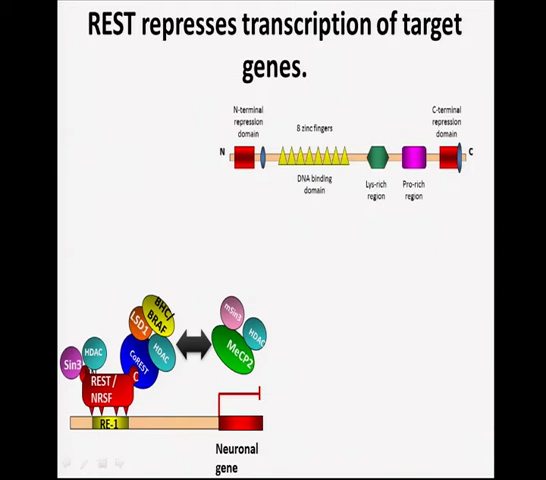 REST represses transcription of target
genes.
N-terminal
repression
domain
8 zinc fingers
C-terminal
repression
domain
N
C
DNA binding
domain
Lys-rich
region
Pro-rich
region
BHC/
BRAF
LSD1
HDAC
CoREST
mSin3
HDAC
MeCP2
Sin3
HDAC
N
C
REST/
NRSF
RE-1
Neuronal
gene